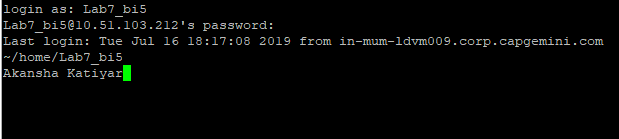 login as: Lab7_bi5
Lab7_bi5@10.51.103.212's password:
Last login: Tue Jul 16 18:17:08 2019 from in-mum-ldvm009.corp.capgemini.com
~/home/Lab7_bi5
Akansha Katiyar